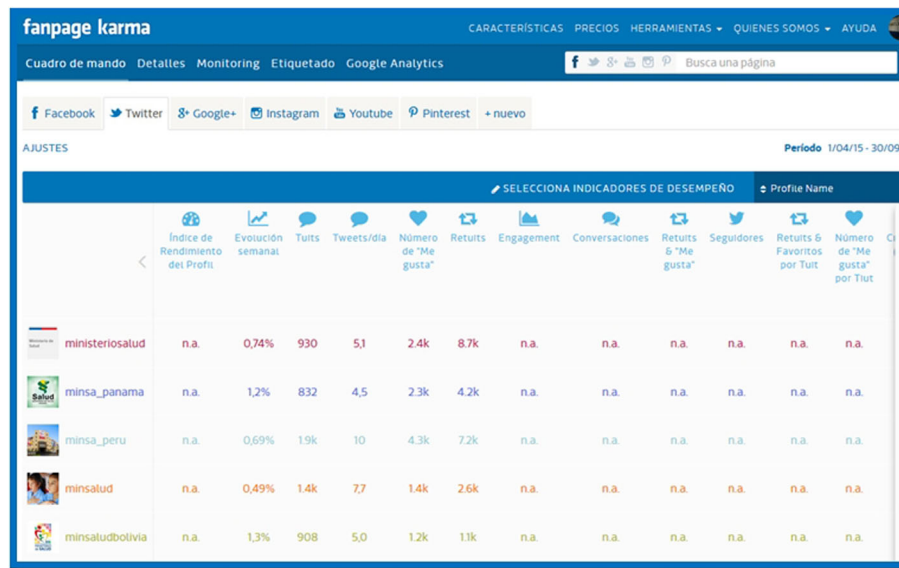 fanpage karma
CARACTERÍSTICAS PRECIOS HERRAMIENTAS QUIENES SOMOS AYUDA
Cuadro de mando Detalles Monitoring Etiquetado Google Analytics
Busca una página
Facebook Twitter Google+ Instagram Youtube Pinterest + nuevo
AJUSTES
Período 1/04/15 - 30/09
SELECCIONA INDICADORES DE DESEMPEÑO Profite Name
Índice de Rendimiento del Profil
Evolución semanal
Tuits
Tweets/día
Número de "Me gusta"
Retuits
Engagement
Conversaciones
Retuits & "Me gusta"
Seguidores
Retuits & Favoritos por Tuit
Número de "Me gusta" por Tiut
ministeriosalud n.a. 0,74% 930 5,1 2.4k 8.7k n.a. n.a. n.a. n.a. n.a. n.a.
Salud
minsa_panama n.a. 1,2% 832 4,5 2.3k 4.2k n.a. n.a. n.a. n.a. n.a. n.a.
minsa_peru n.a. 0,69% 1.9k 10 4.3k 7.2k n.a. n.a. n.a. n.a. n.a. n.a.
minsalud n.a. 0,49% 1.4k 7,7 1.4k 2.6k n.a. n.a. n.a. n.a. n.a. n.a.
minsaludbolivia n.a. 1,3% 908 5,0 1.2k 1.1k n.a. n.a. n.a. n.a. n.a. n.a.